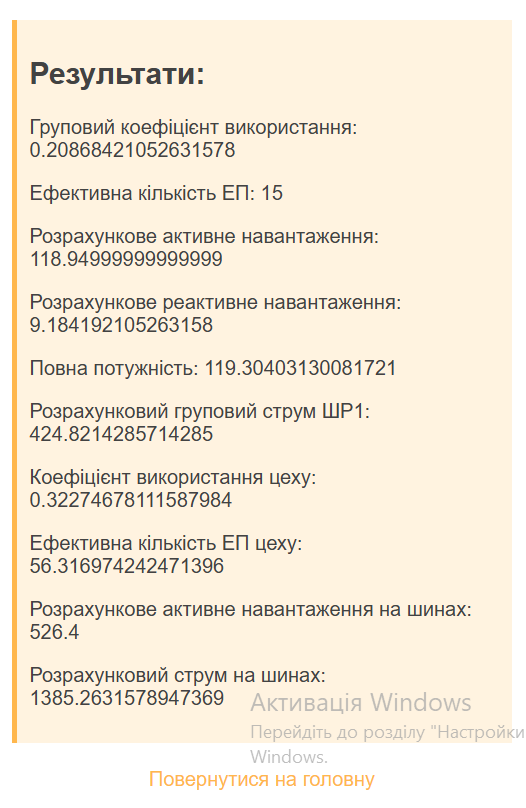 Результати:
Груповий коефіцієнт використання:
0.20868421052631578
Ефективна кількість ЕП: 15
Розрахункове активне навантаження:
118.94999999999999
Розрахункове реактивне навантаження:
9.184192105263158
Повна потужність: 119.30403130081721
Розрахунковий груповий струм ШР1:
424.8214285714285
Коефіцієнт використання цеху:
0.32274678111587984
Ефективна кількість ЕП цеху:
56.316974242471396
Розрахункове активне навантаження на шинах:
526.4
Розрахунковий струм на шинах:
1385.2631578947369
Активація Windows
Перейдіть до розділу "Настройки
Windows.
Повернутися на головну